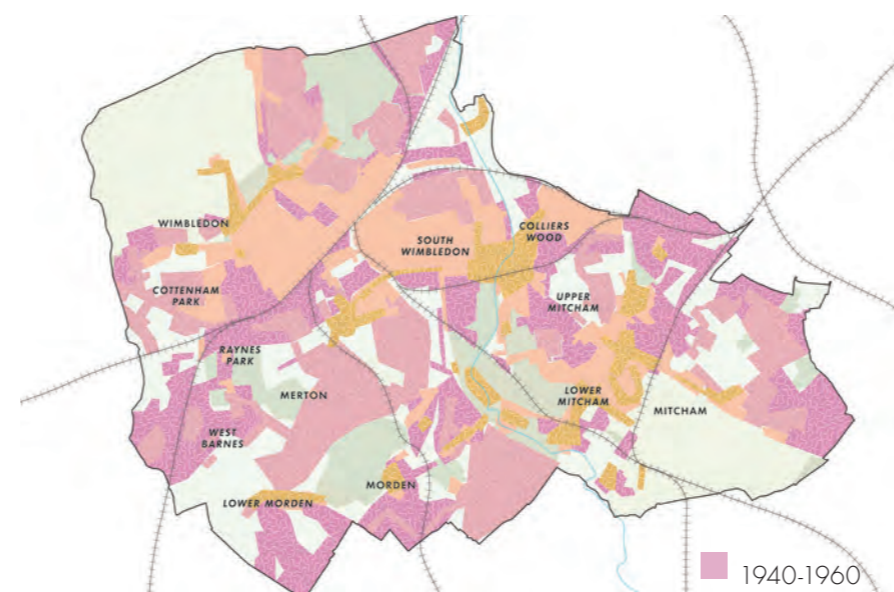 WIMBLEDON
SOUTH
WIMBLEDON
COLLIERS
WOOD
COTTENHAM
PARK
UPPER
MITCHAM
RAYNES
PARK
MERTON
LOWER
MITCHAM
MITCHAM
WEST
BARNES
MORDEN
LOWER MORDEN
1940-1960